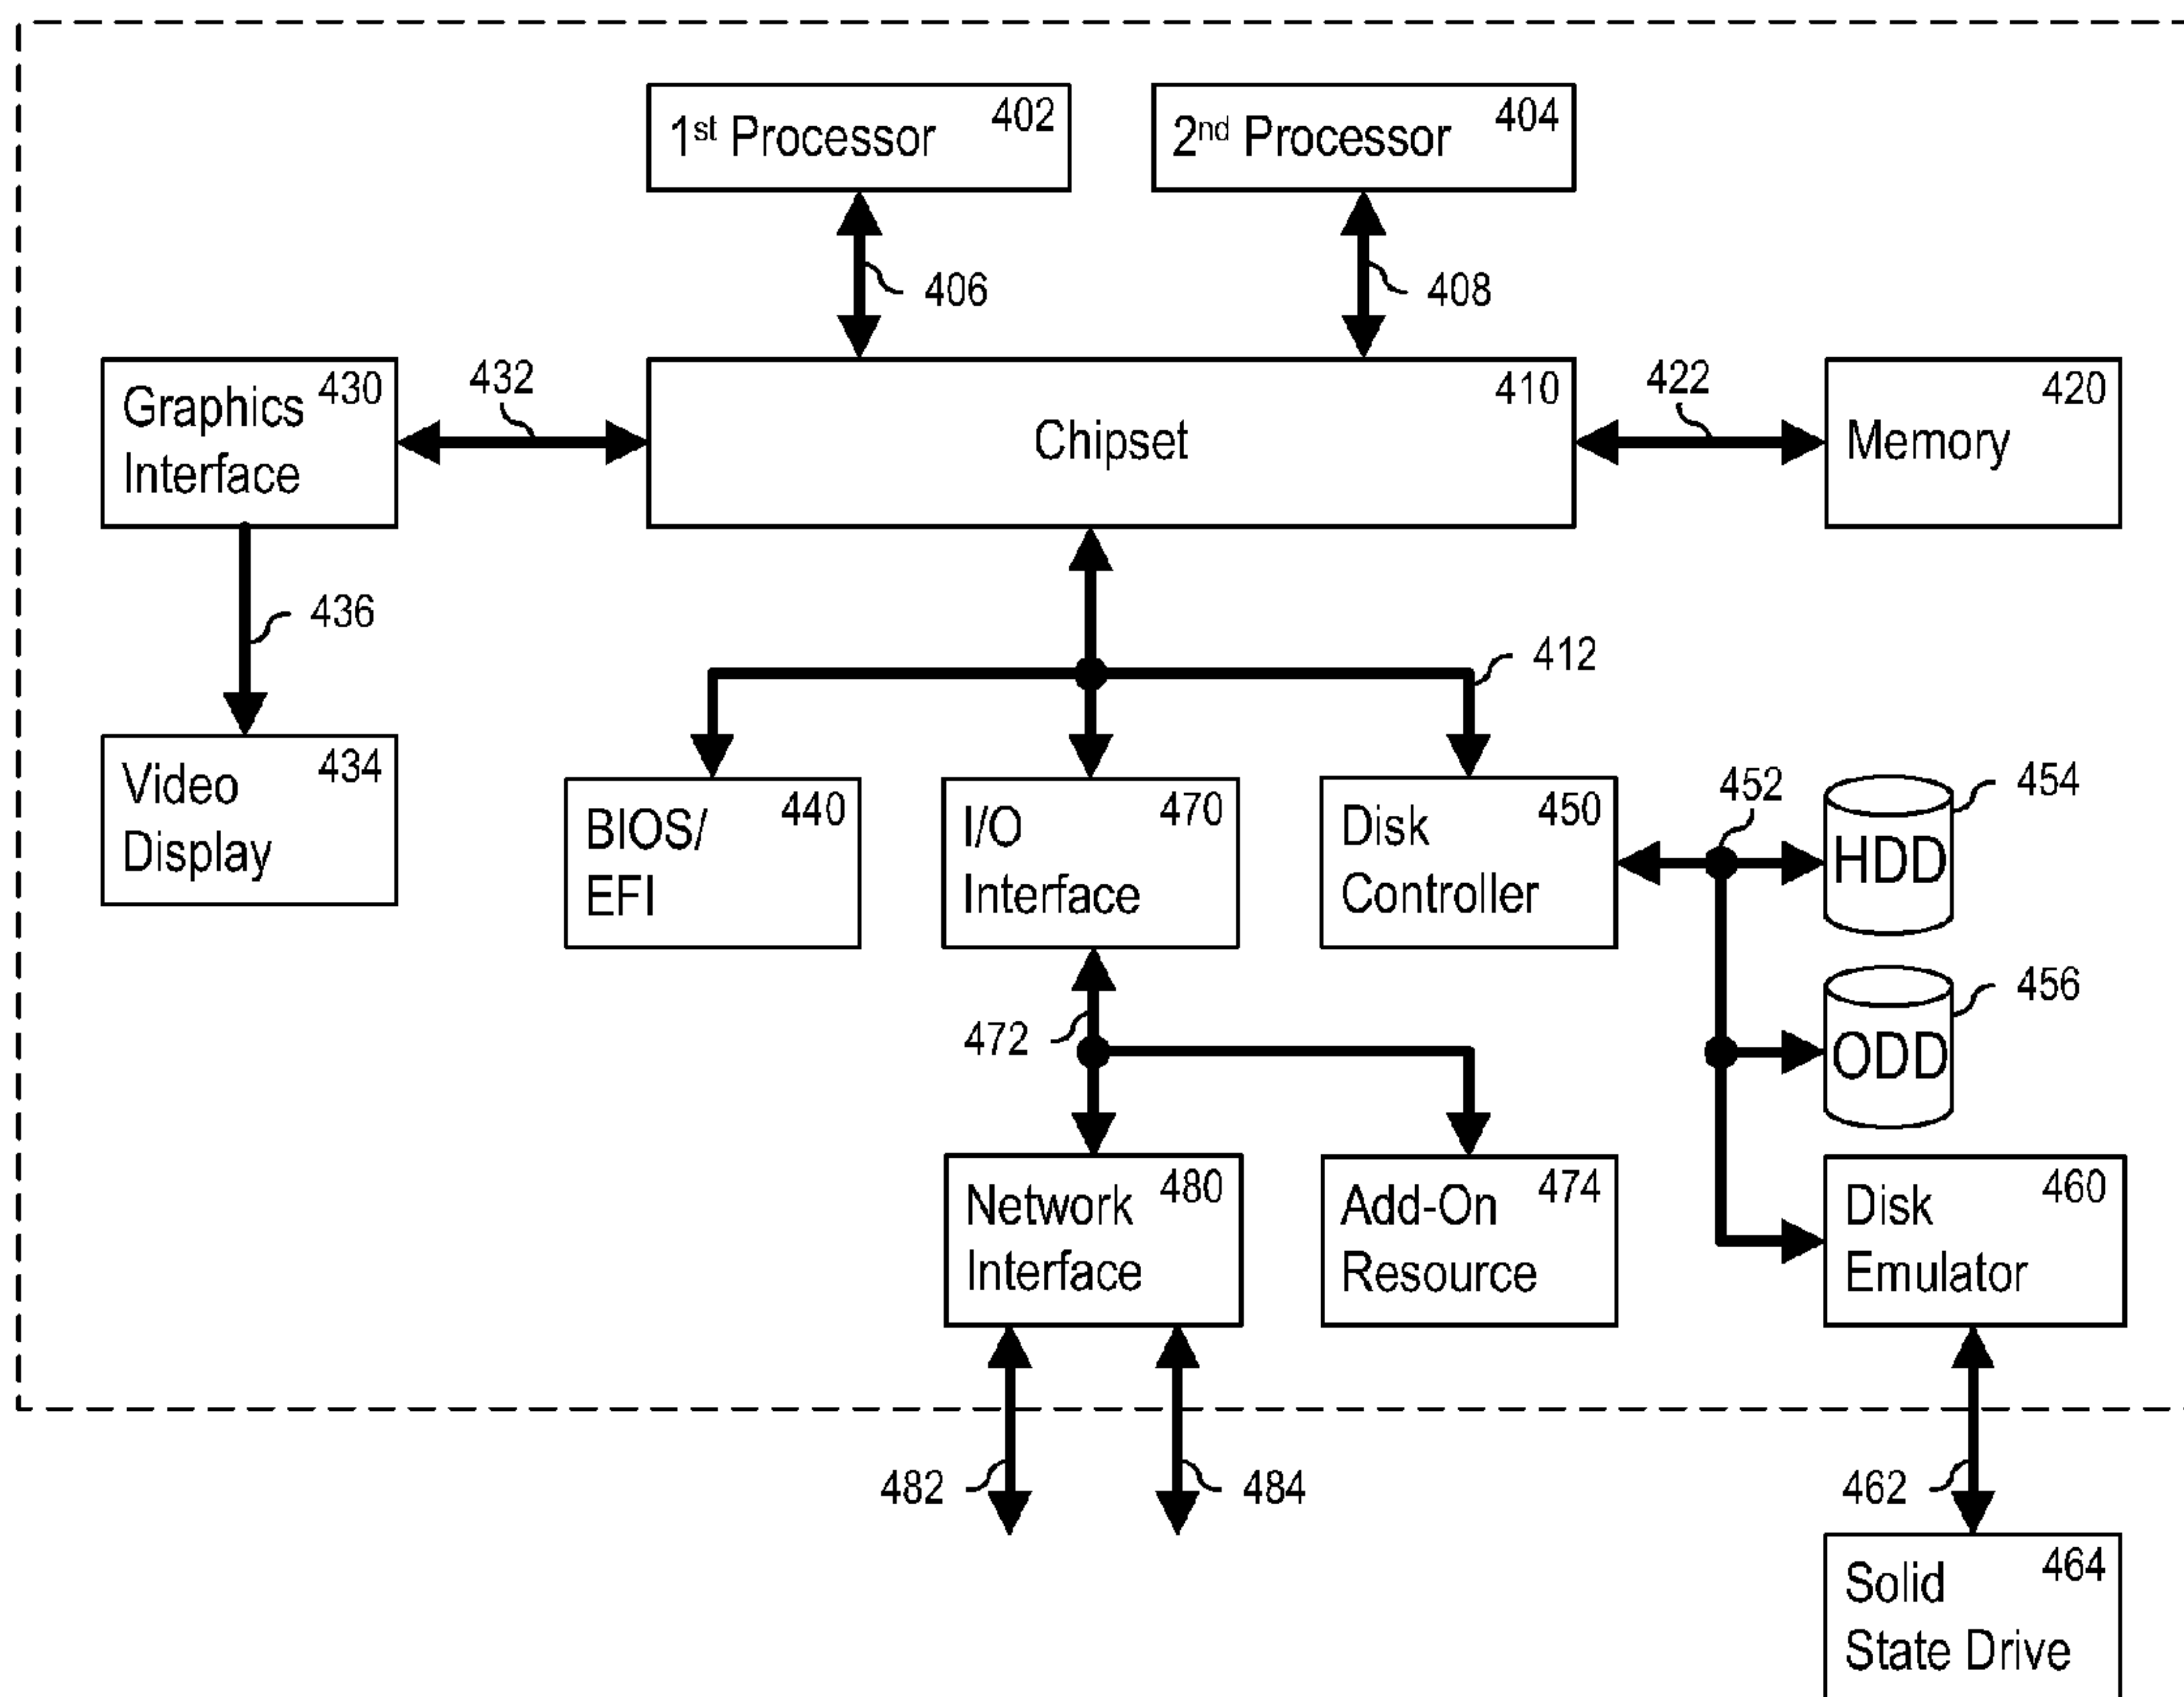 1st Processor 402
2nd Processor 404
406
408
Graphics 430
Interface
432
Chipset 410
422
Memory 420
436
412
Video 434
Display
BIOS/ 440
EFI
I/O 470
Interface
Disk 450
Controller
452
HDD
454
ODD
456
472
Network 480
Interface
Add-On 474
Resource
Disk 460
Emulator
482
484
462
Solid 464
State Drive